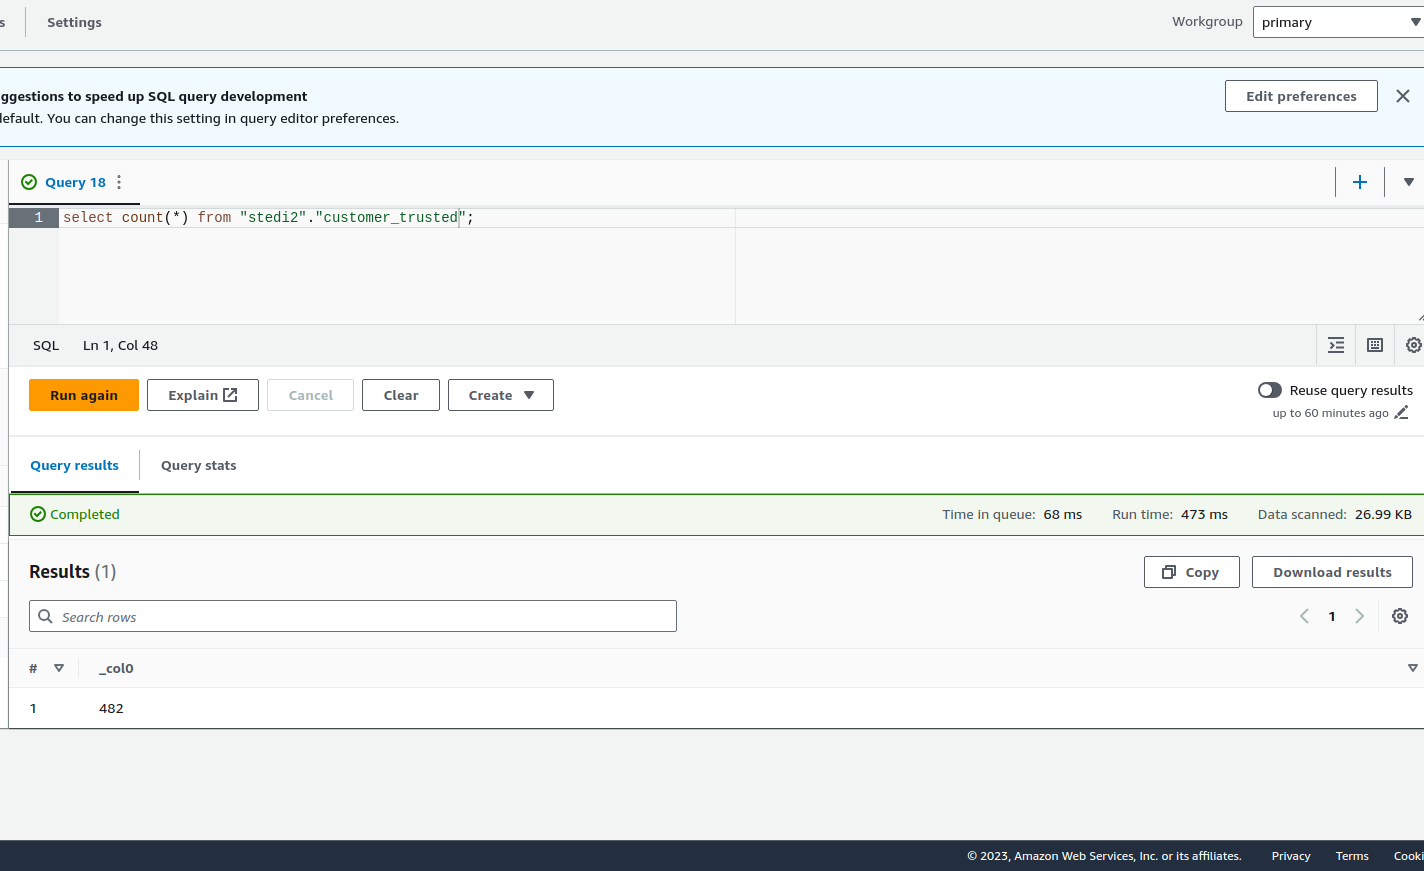 s Settings Workgroup primary
ggestions to speed up SQL query development
default. You can change this setting in query editor preferences.
Edit preferences
Query 18
1 select count(*) from "stedi2"."customer_trusted";
SQL Ln 1, Col 48
Run again Explain Cancel Clear Create
Reuse query results
up to 60 minutes ago
Query results Query stats
Completed Time in queue: 68 ms Run time: 473 ms Data scanned: 26.99 KB
Results (1) Copy Download results
Search rows 1
# _col0
1 482
© 2023, Amazon Web Services, Inc. or its affiliates. Privacy Terms Cooki